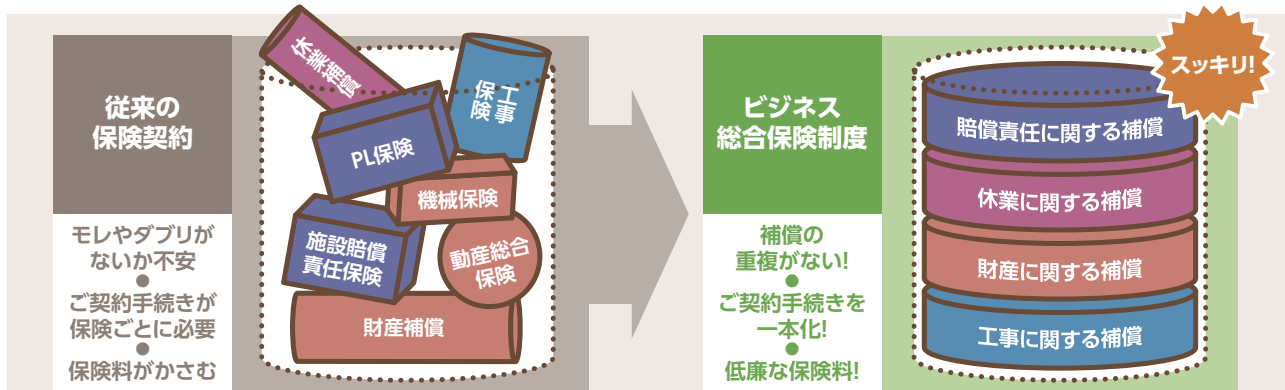 従来の
保険契約
モレやダブリが
ないか不安
●
ご契約手続きが
保険ごとに必要
●
保険料がかさむ
休業補償
工事
保険
PL保険
機械保険
施設賠償
責任保険
動産総合
保険
財産補償
ビジネス
総合保険制度
補償の
重複がない!
●
ご契約手続きを
一本化!
●
低廉な保険料!
スッキリ!
賠償責任に関する補償
休業に関する補償
財産に関する補償
工事に関する補償